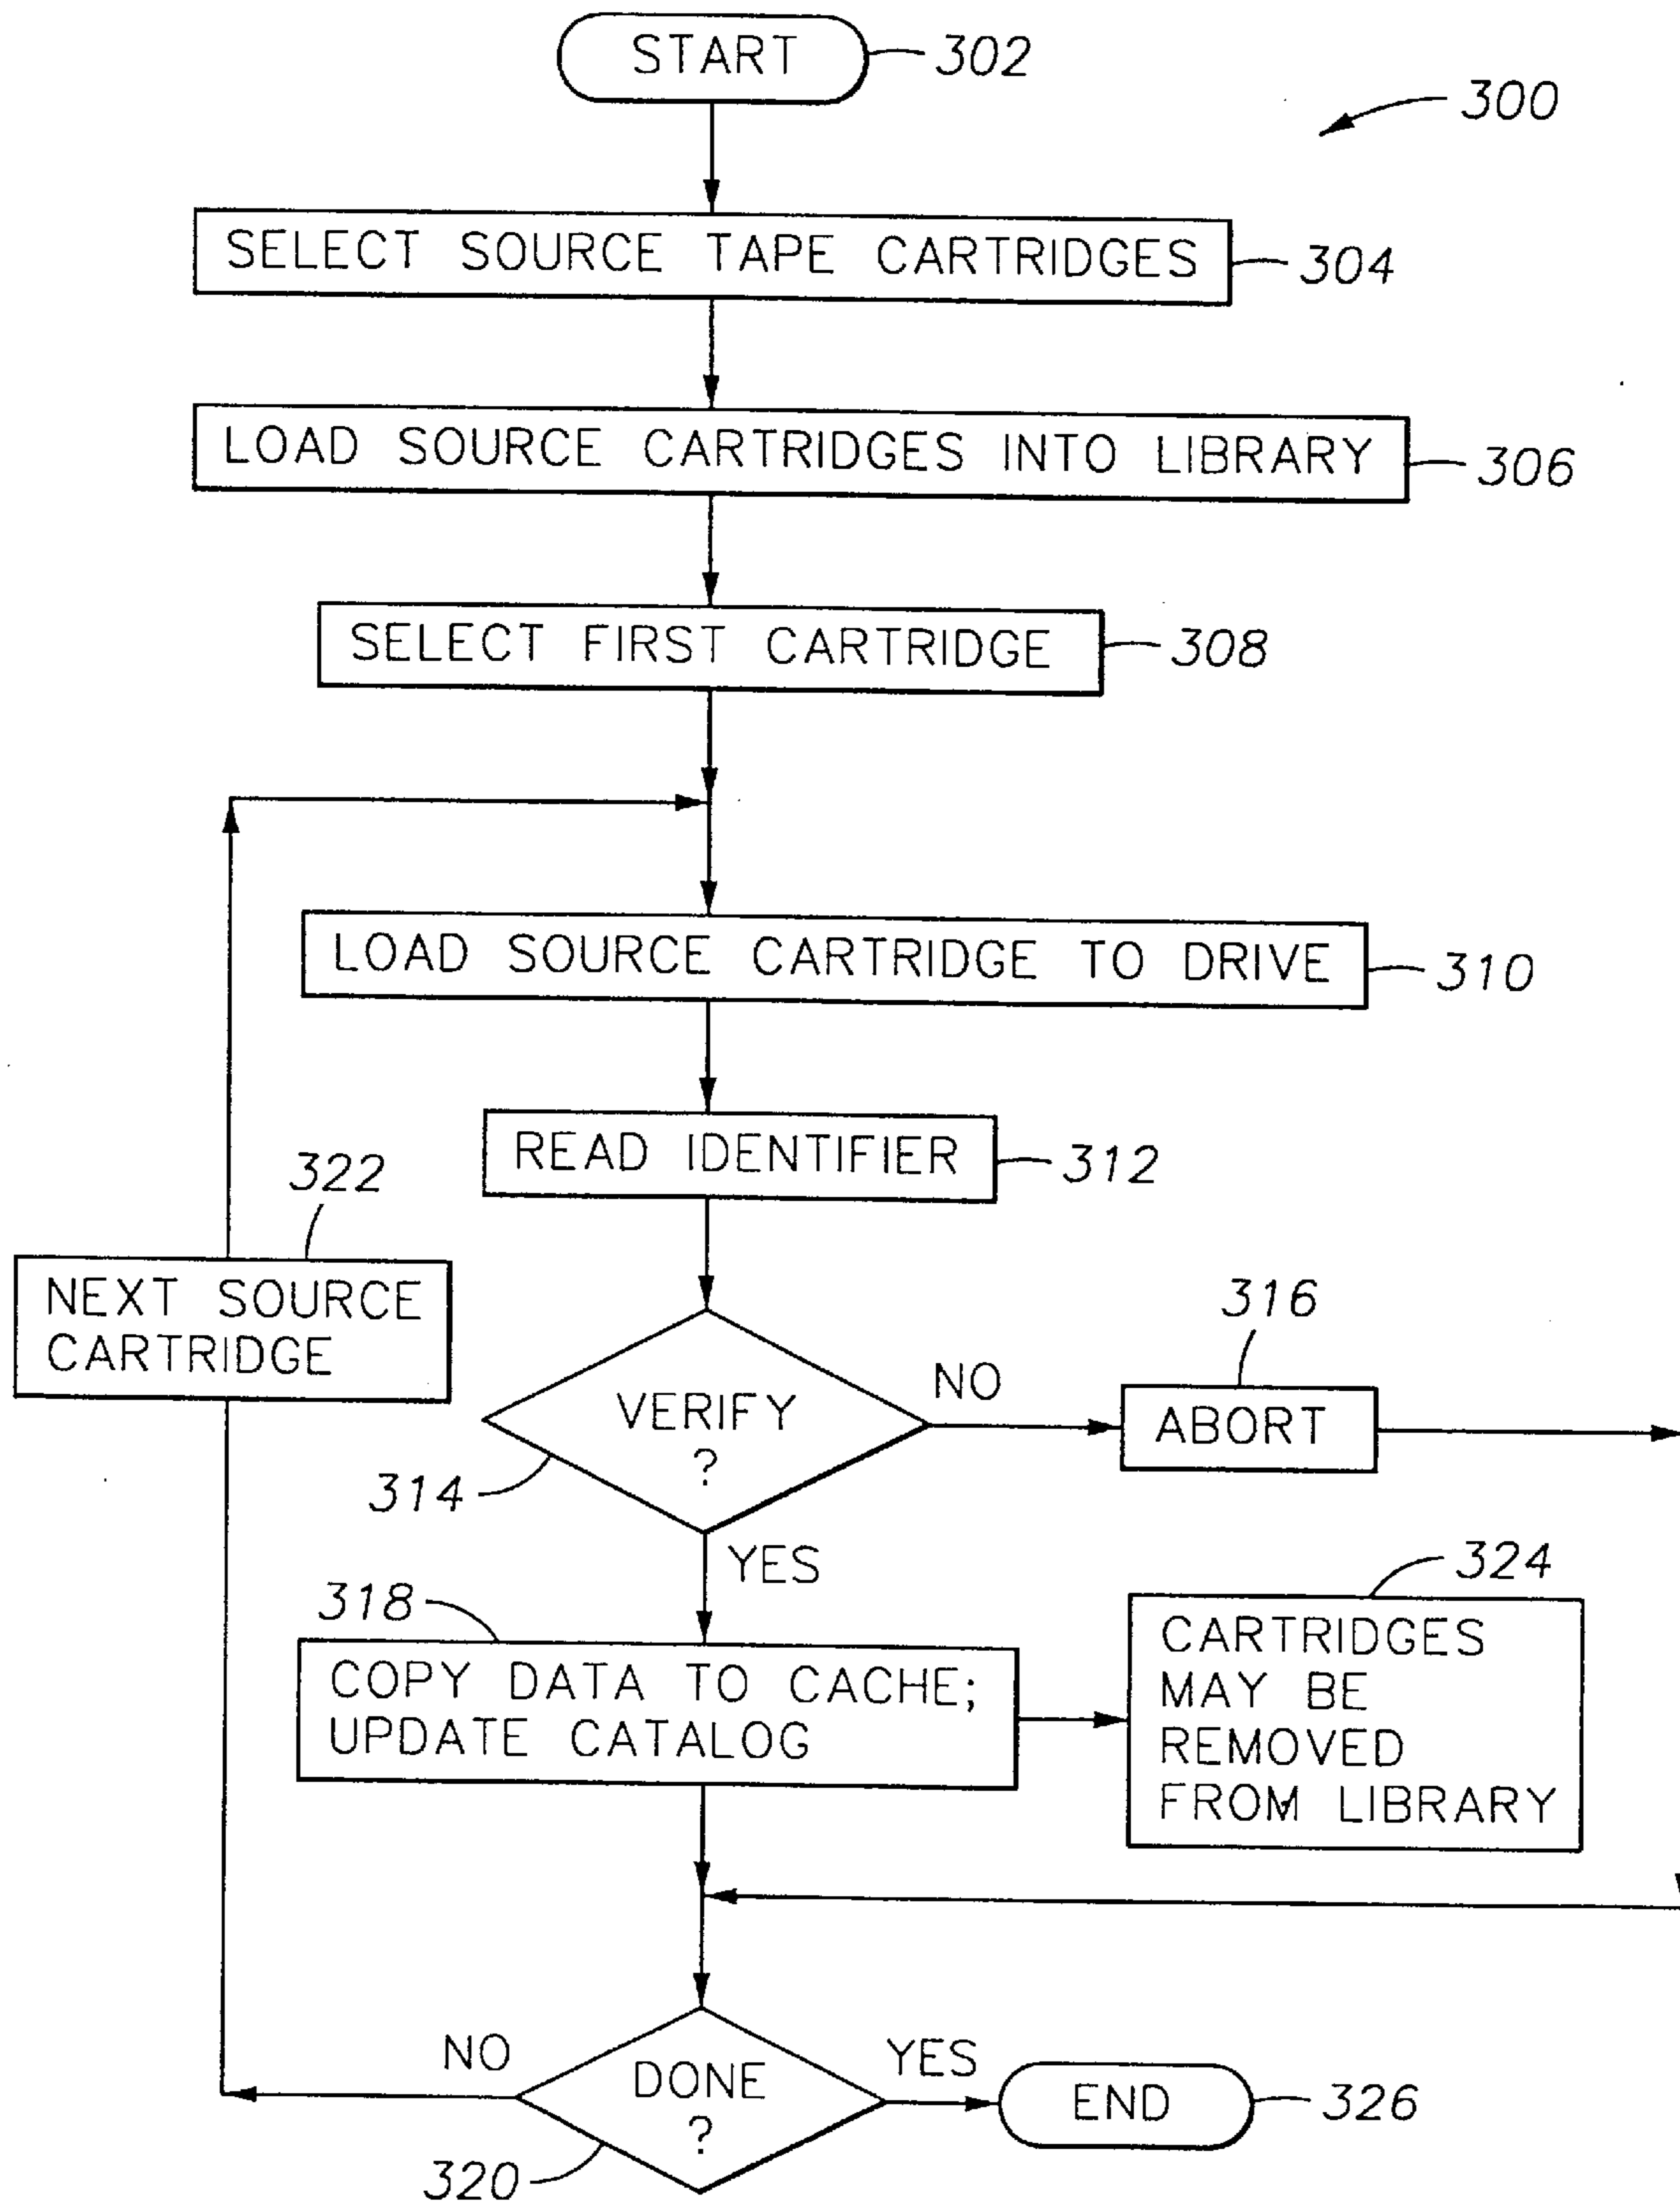 START
302
300
SELECT SOURCE TAPE CARTRIDGES
304
LOAD SOURCE CARTRIDGES INTO LIBRARY
306
SELECT FIRST CARTRIDGE
308
LOAD SOURCE CARTRIDGE TO DRIVE
310
READ IDENTIFIER
312
322
NEXT SOURCE
CARTRIDGE
VERIFY
?
314
NO
316
ABORT
YES
318
COPY DATA TO CACHE;
UPDATE CATALOG
324
CARTRIDGES
MAY BE
REMOVED
FROM LIBRARY
NO
DONE
?
320
YES
END
326